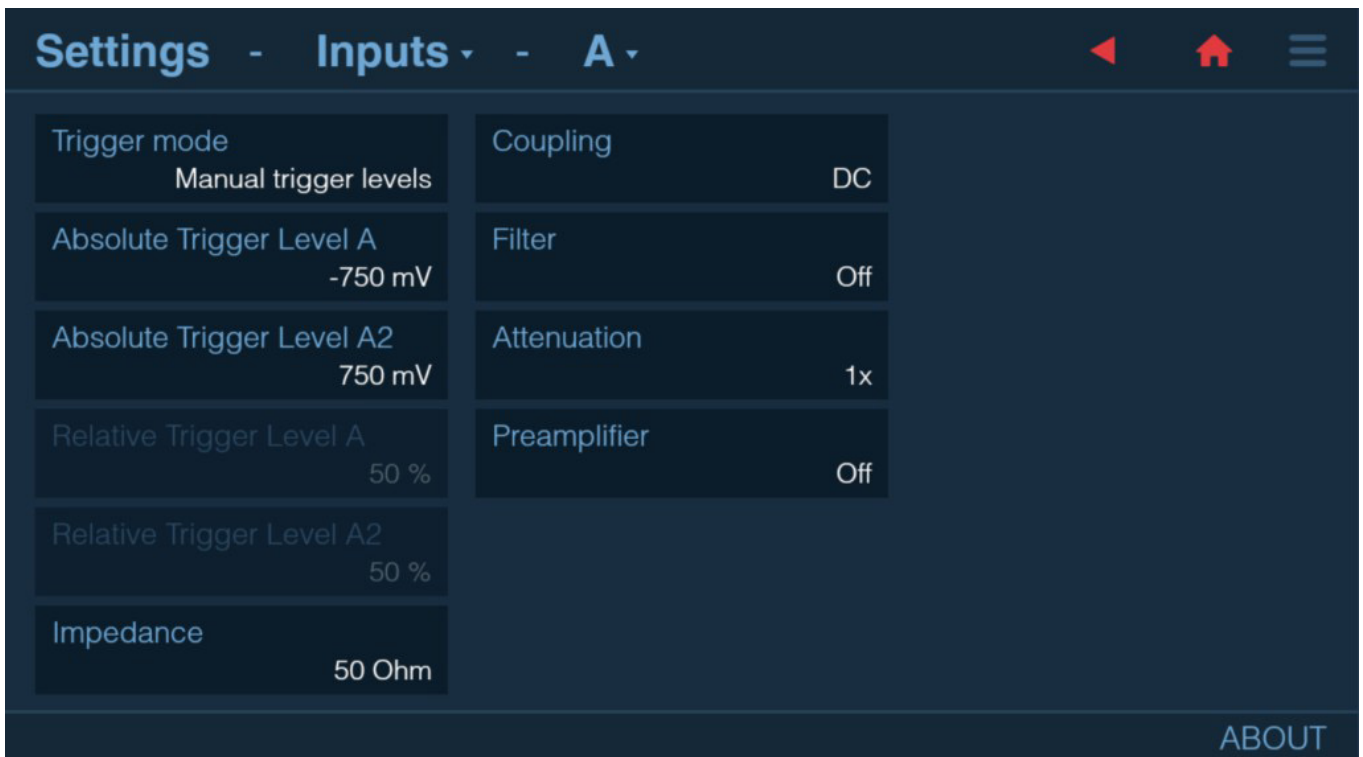 Settings - Inputs - A
Trigger mode
Manual trigger levels
Absolute Trigger Level A
-750 mV
Absolute Trigger Level A2
750 mV
Relative Trigger Level A
50 %
Relative Trigger Level A2
50 %
Impedance
50 Ohm
Coupling
DC
Filter
Off
Attenuation
1x
Preamplifier
Off
ABOUT